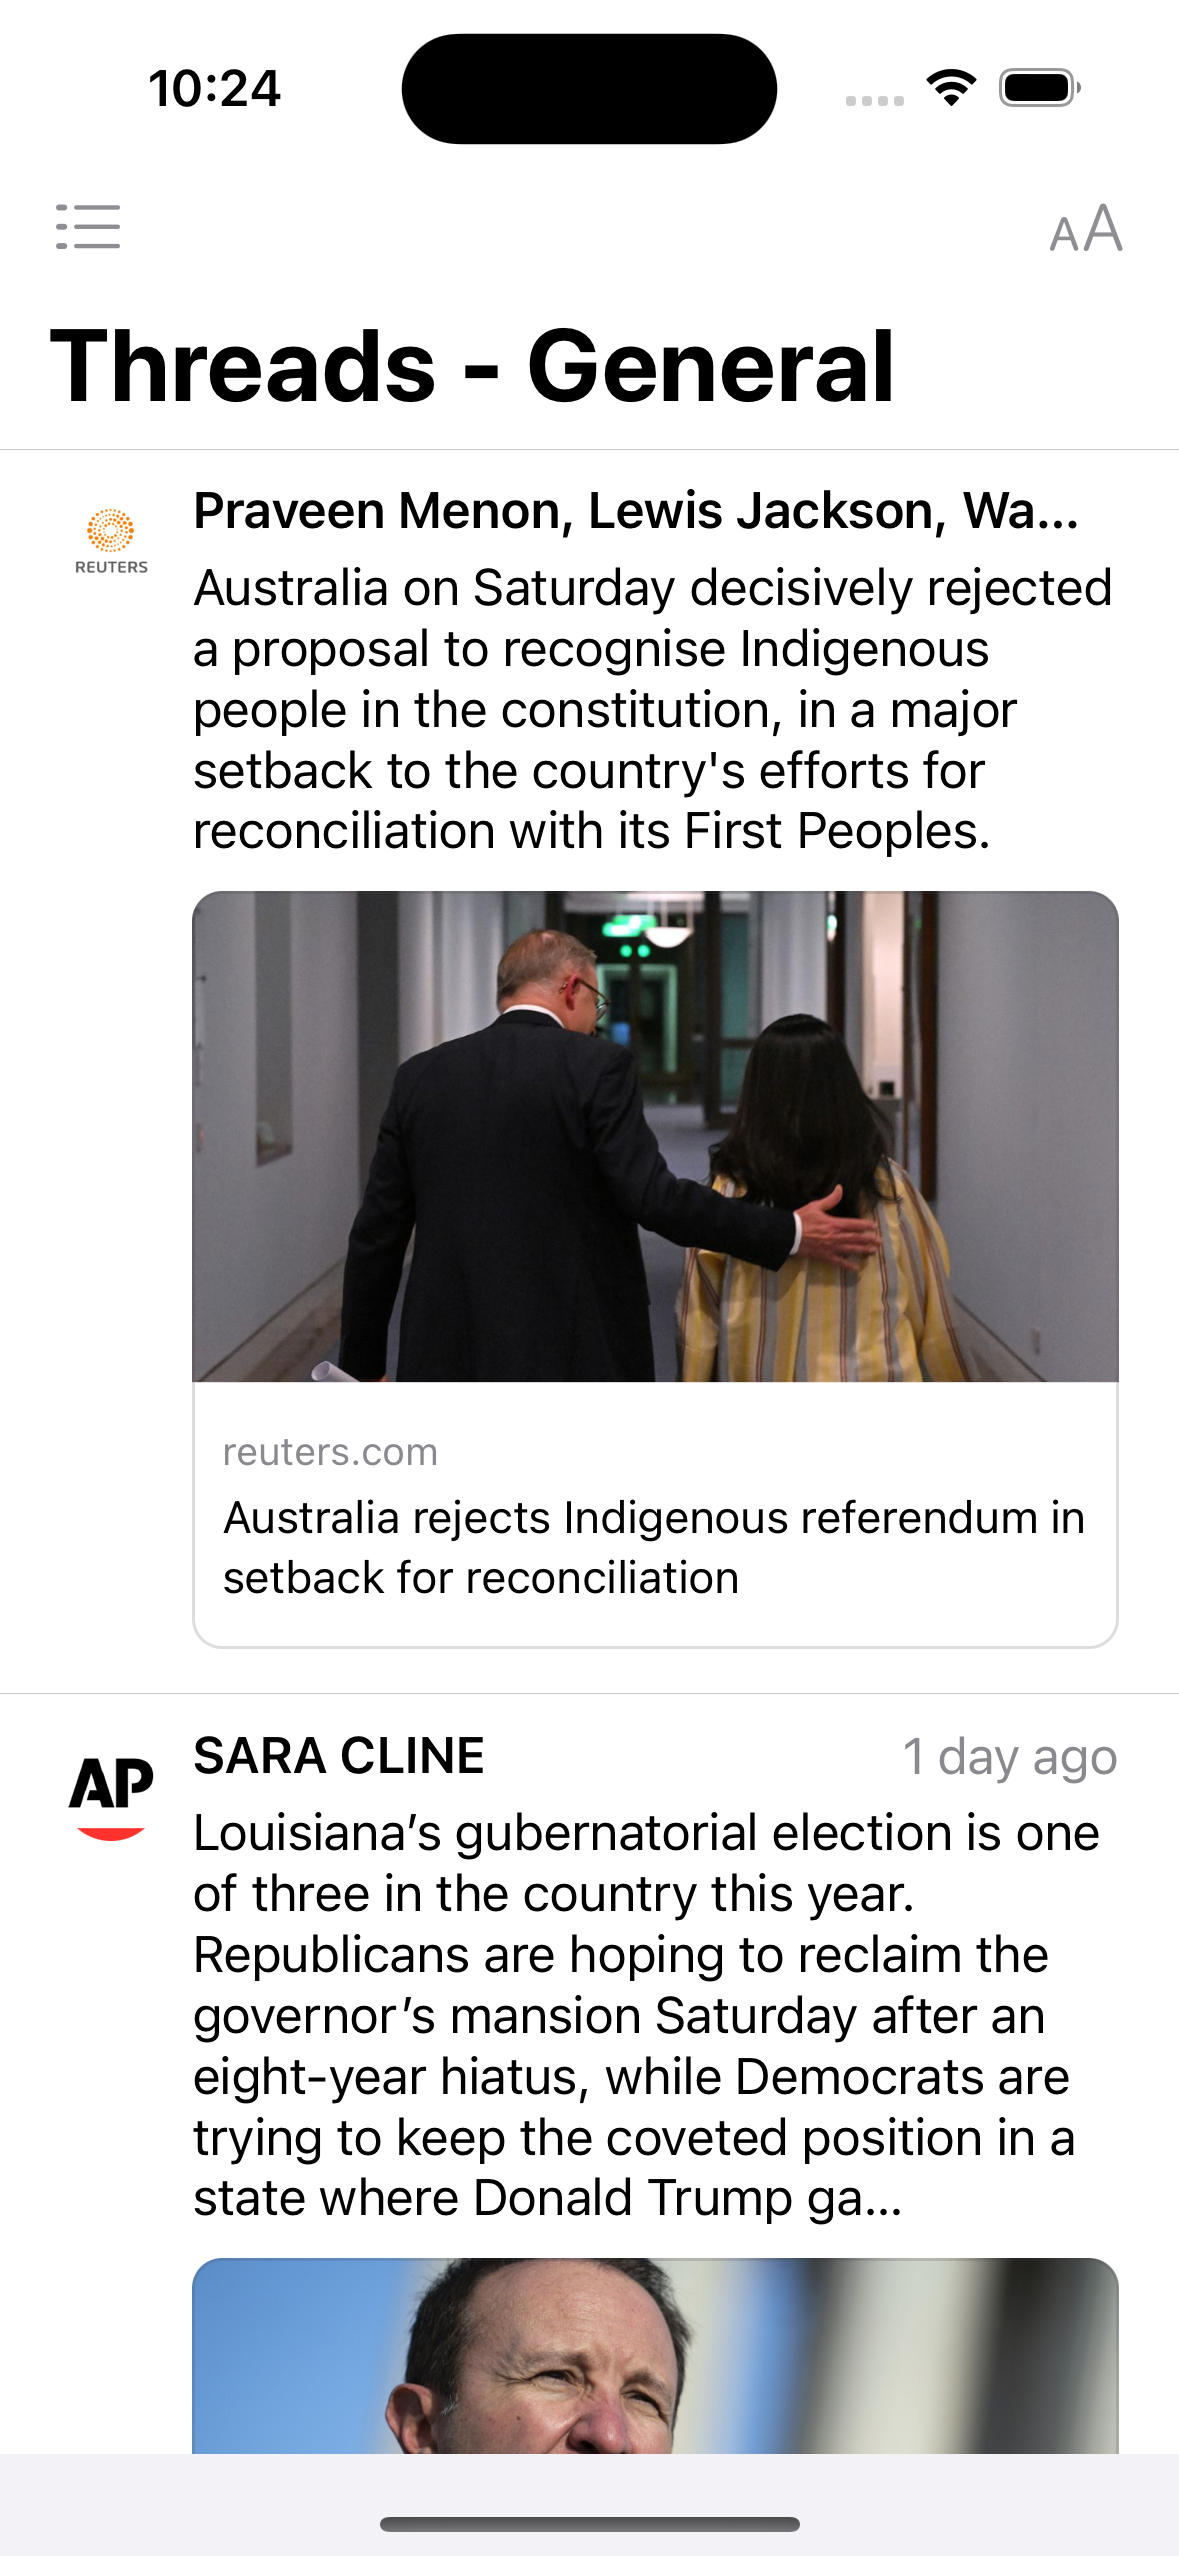 10:24
AA
Threads - General
REUTERS
Praveen Menon, Lewis Jackson, Wa...
Australia on Saturday decisively rejected
a proposal to recognise Indigenous
people in the constitution, in a major
setback to the country's efforts for
reconciliation with its First Peoples.
reuters.com
Australia rejects Indigenous referendum in
setback for reconciliation
AP
SARA CLINE
1 day ago
Louisiana’s gubernatorial election is one
of three in the country this year.
Republicans are hoping to reclaim the
governor’s mansion Saturday after an
eight-year hiatus, while Democrats are
trying to keep the coveted position in a
state where Donald Trump ga...